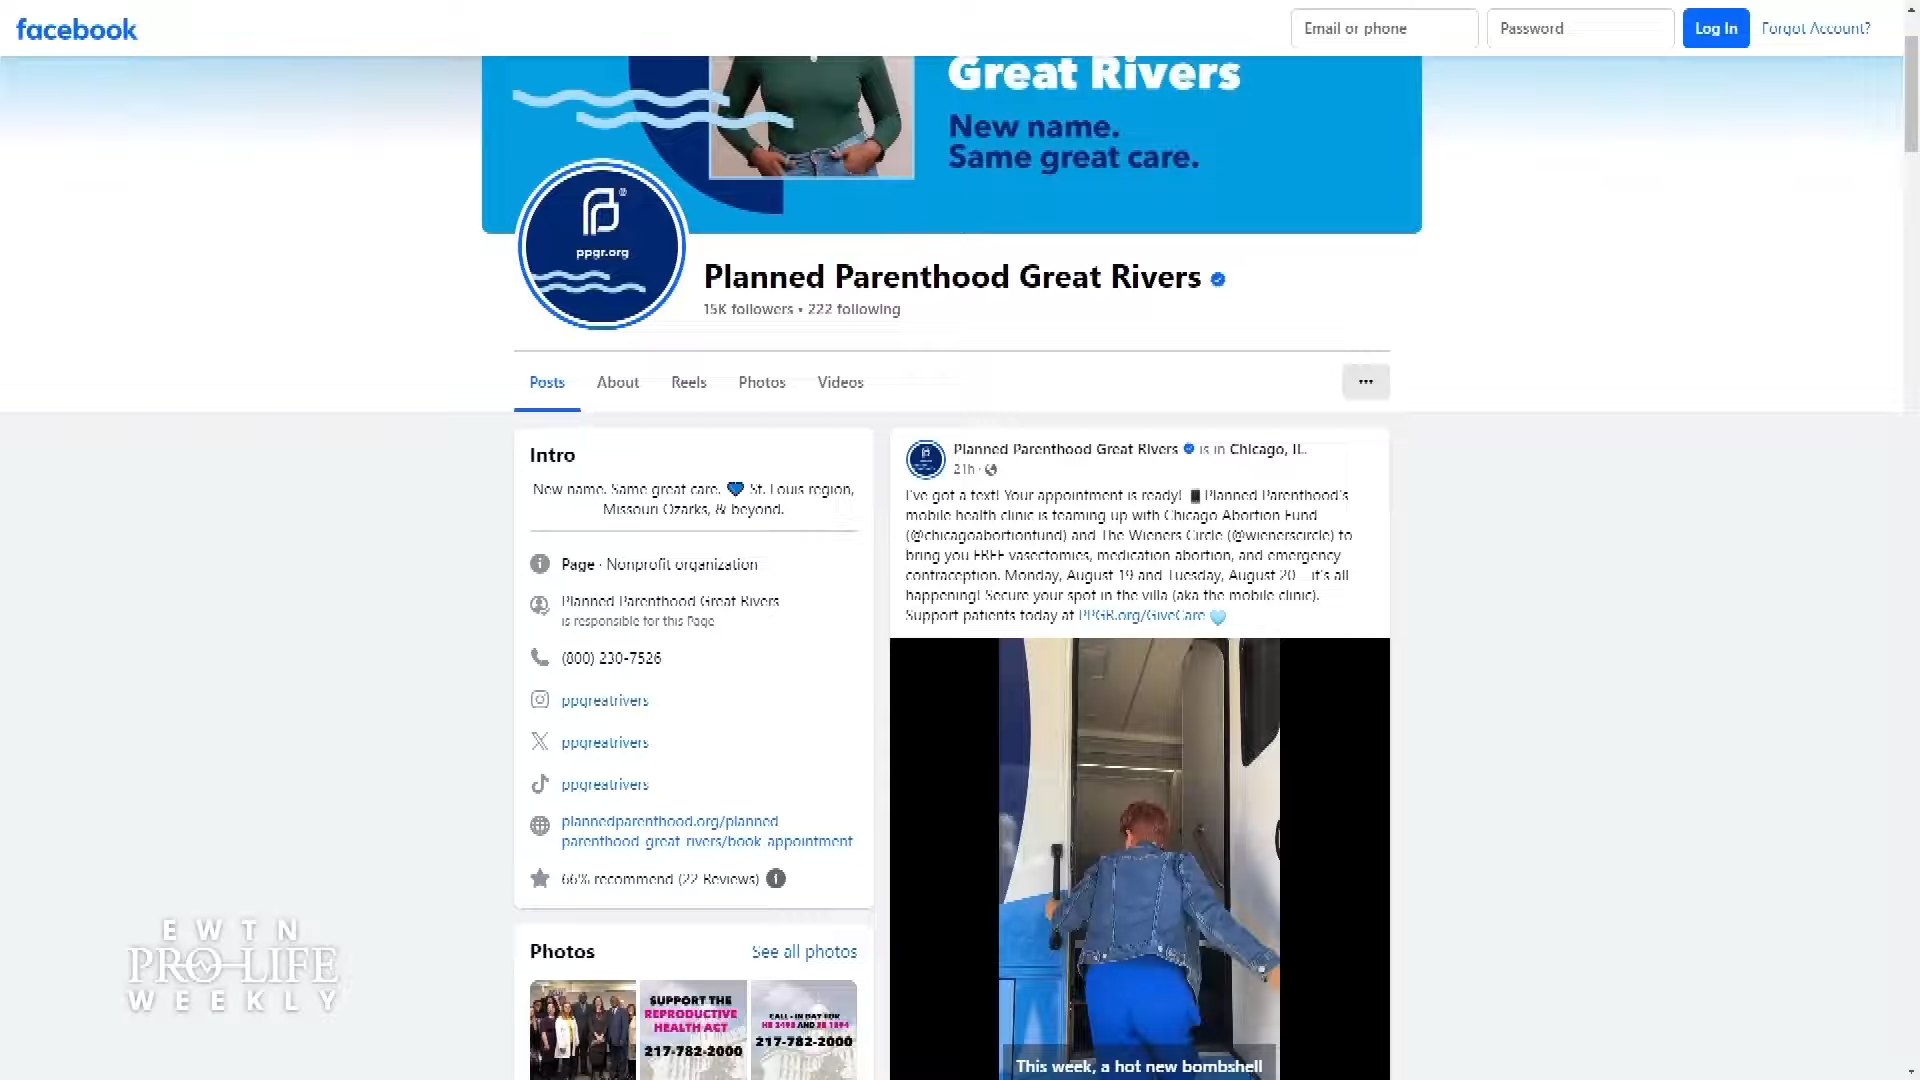 facebook
Email or phone
Password
Log In
Forgot Account?
Great Rivers
New name.
Same great care.
ppgr.org
Planned Parenthood Great Rivers
15K followers • 222 following
Posts
About
Reels
Photos
Videos
Intro
New name. Same great care. 💙 St. Louis region,
Missouri Ozarks, & beyond.
Page · Nonprofit organization
Planned Parenthood Great Rivers
is responsible for this Page
(800) 230-7526
ppgreatrivers
ppgreatrivers
ppgreatrivers
plannedparenthood.org/planned-
parenthood-great-rivers/book-appointment
66% recommend (22 Reviews)
Photos
See all photos
SUPPORT THE
REPRODUCTIVE
HEALTH ACT
217-782-2000
CALL-IN DAY FOR
217-782-2000
Planned Parenthood Great Rivers is in Chicago, IL.
21h
I've got a text! Your appointment is ready! 📱Planned Parenthood's
mobile health clinic is teaming up with Chicago Abortion Fund
(@chicagoabortionfund) and The Wieners Circle (@wienerscircle) to
bring you FREE vasectomies, medication abortion, and emergency
contraception. Monday, August 19 and Tuesday, August 20... it's all
happening! Secure your spot in the villa (aka the mobile clinic).
Support patients today at PPGR.org/GiveCare 🩵
This week, a hot new bombshell
EWTN
PRO-LIFE
WEEKLY